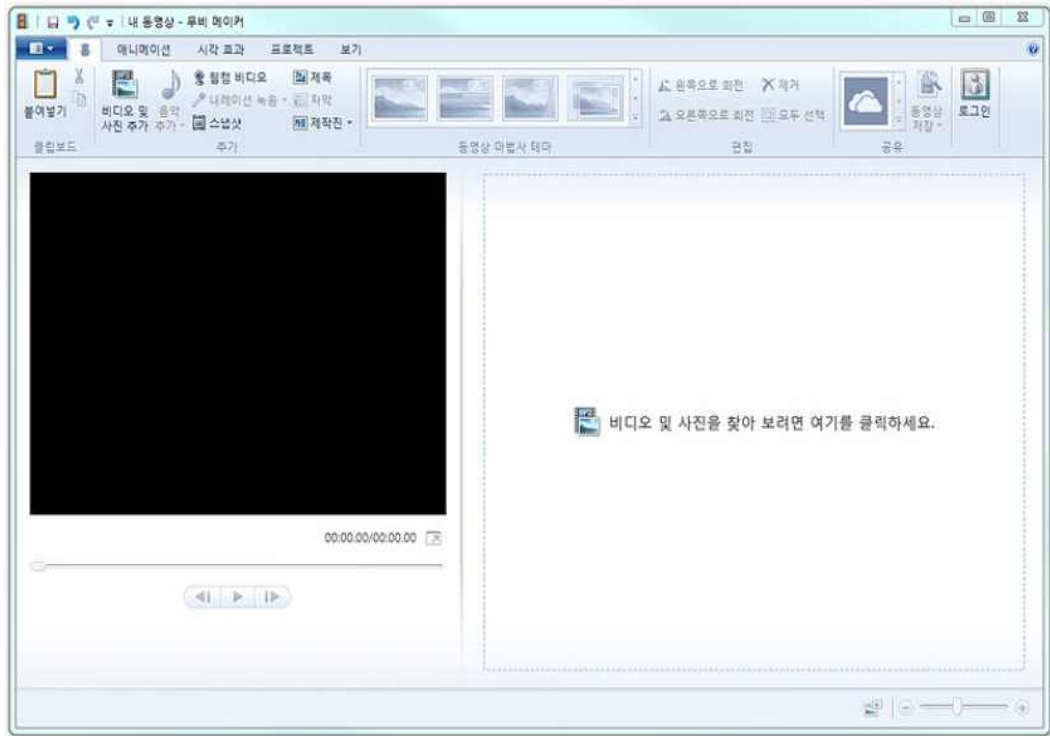 내 동영상 - 무비 메이커
홈 애니메이션 시각 효과 프로젝트 보기
붙여넣기
비디오 및
사진 추가
음악
추가
웹캠 비디오
내레이션 녹음
스냅샷
제목
자막
제작진
왼쪽으로 회전
오른쪽으로 회전
제거
모두 선택
동영상
저장
로그인
클립보드 추가 동영상 마법사 테마 편집 공유
비디오 및 사진을 찾아 보려면 여기를 클릭하세요.
00:00.00/00:00.00